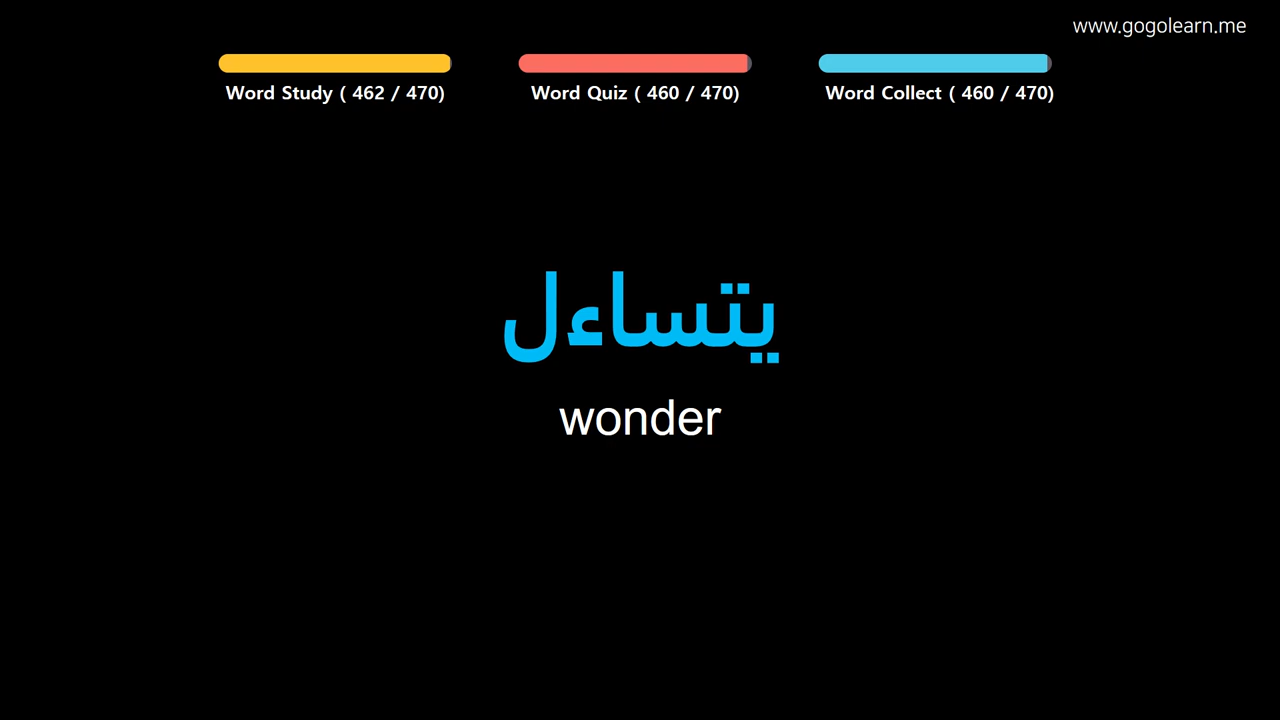 www.gogolearn.me
Word Study ( 462 / 470)
Word Quiz ( 460 / 470)
Word Collect ( 460 / 470)
يتساءل
wonder